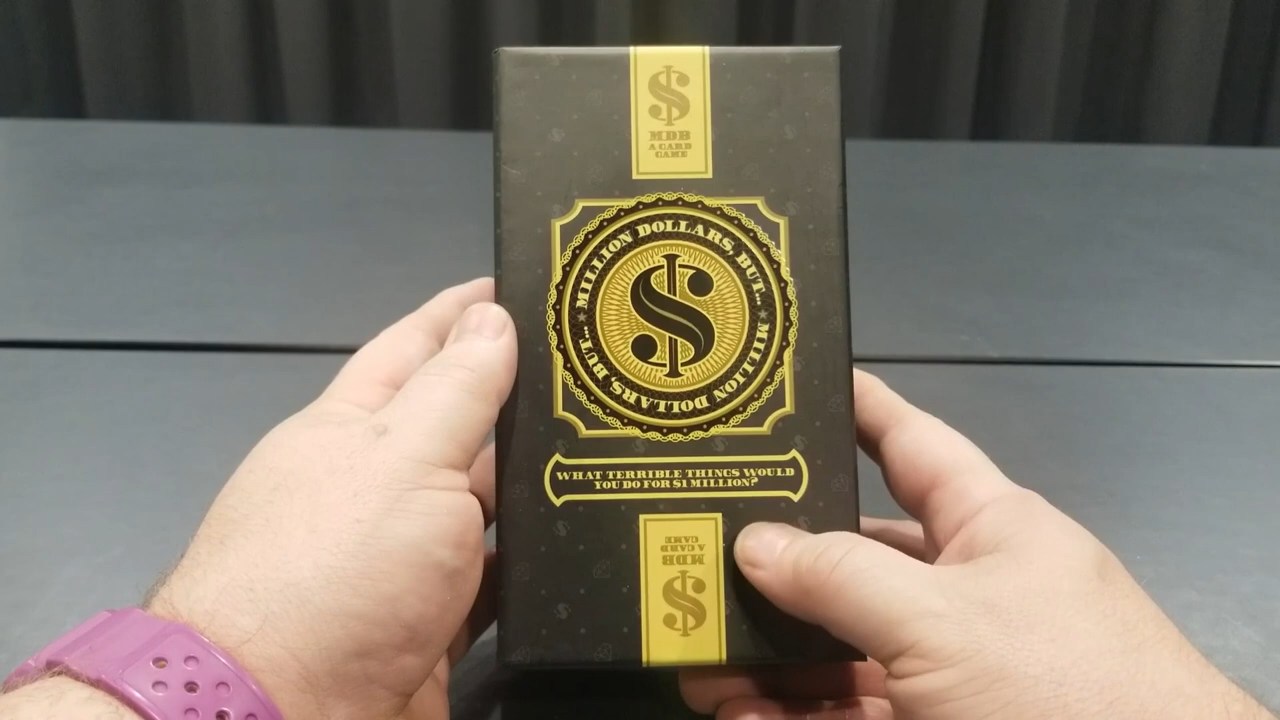 $
MDB
A CARD
GAME
MILLION DOLLARS, BUT...
$
MILLION DOLLARS, BUT...
WHAT TERRIBLE THINGS WOULD
YOU DO FOR $1 MILLION?
MDB
A CARD
GAME
$